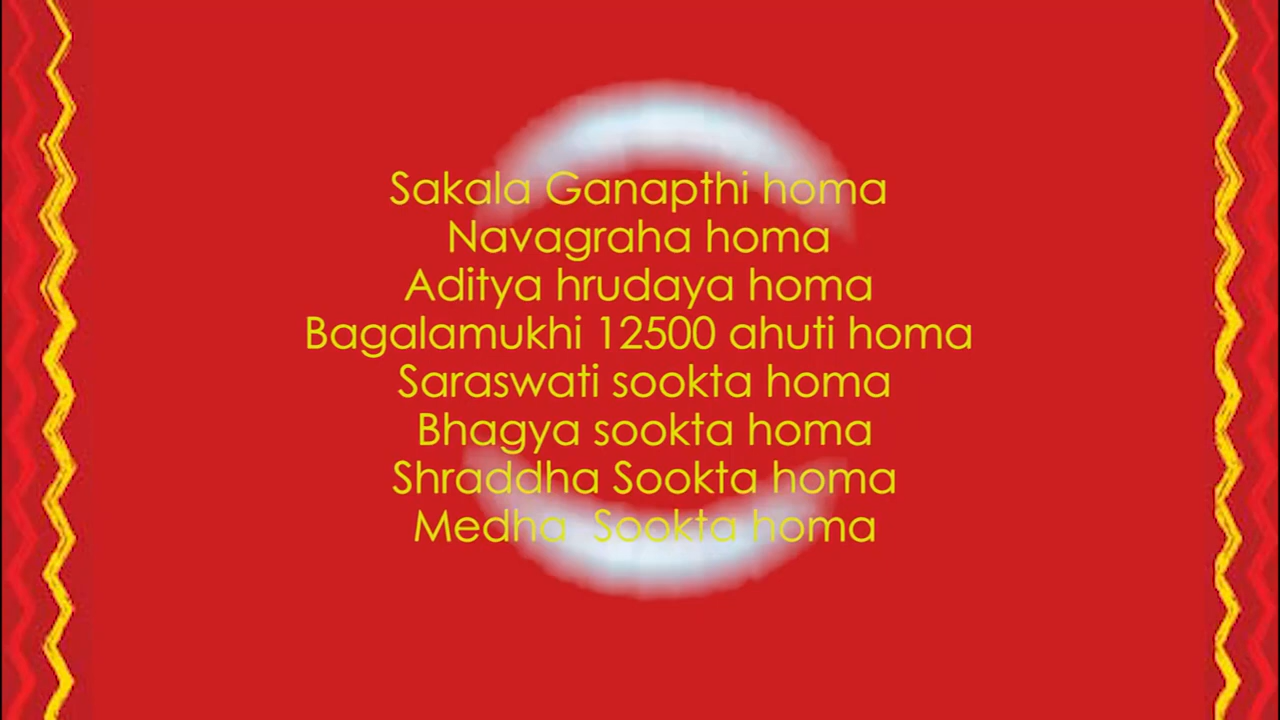 Sakala Ganapthi homa
Navagraha homa
Aditya hrudaya homa
Bagalamukhi 12500 ahuti homa
Saraswati sookta homa
Bhagya sookta homa
Shraddha Sookta homa
Medha  Sookta homa